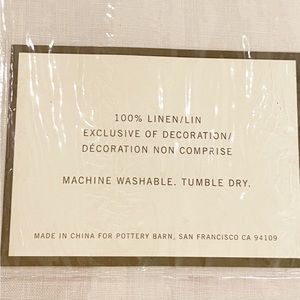 100% LINEN/LIN
EXCLUSIVE OF DECORATION/
DÉCORATION NON COMPRISE
MACHINE WASHABLE. TUMBLE DRY.
MADE IN CHINA FOR POTTERY BARN, SAN FRANCISCO CA 94109